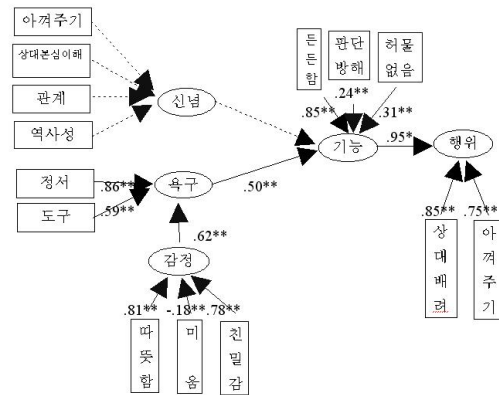 아껴주기
상대본심이해
관계
역사성
신념
든든함
판단방해
허물없음
.85**
.24**
.31**
기능
.95*
행위
정서
도구
.86**
.59**
욕구
.50**
.62**
감정
.81**
-.18**
.78**
따뜻함
미움
친밀감
.85**
.75**
상대배려
아껴주기